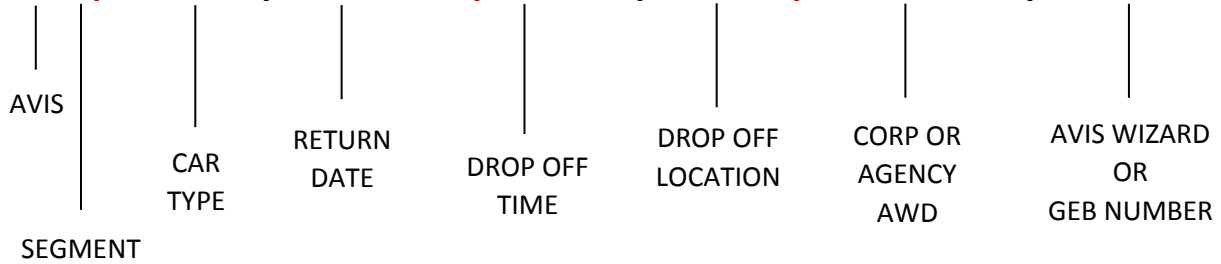 AVIS
SEGMENT
CAR
TYPE
RETURN
DATE
DROP OFF
TIME
DROP OFF
LOCATION
CORP OR
AGENCY
AWD
AVIS WIZARD
OR
GEB NUMBER